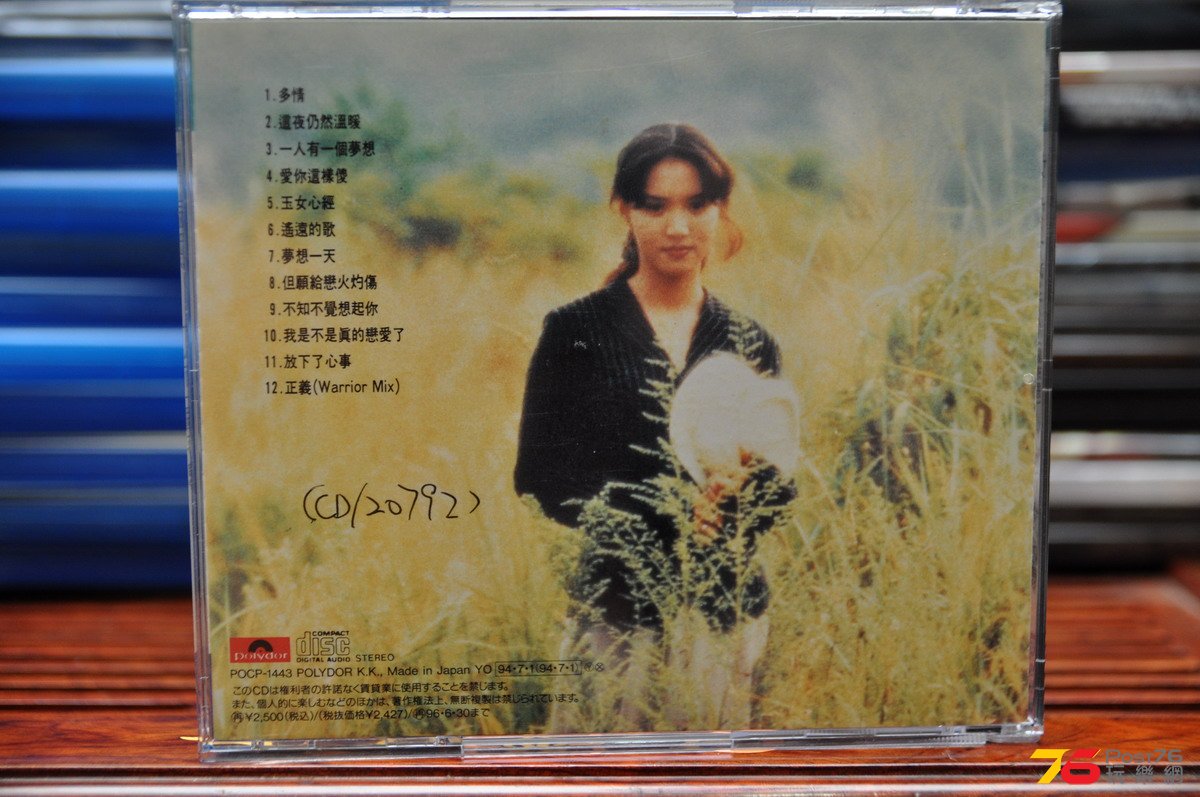 1.多情
2.這夜仍然溫暖
3.一人有一個夢想
4.愛你這樣傻
5.玉女心經
6.遙遠的歌
7.夢想一天
8.但願給戀火灼傷
9.不知不覺想起你
10.我是不是真的戀愛了
11.放下了心事
12.正義(Warrior Mix)
(CD/20792)
polydor COMPACT disc DIGITAL AUDIO STEREO
POCP-1443 POLYDOR K.K., Made in Japan YO 94・7・1(94・7・1)
このCDは権利者の許諾なく賃貸業に使用することを禁じます。
また、個人的に楽しむなどのほかは、著作権法上、無断複製は禁じられています。
再¥2,500(税込)/(税抜価格¥2,427)/再96・6・30まで
76 Post76
玩樂網